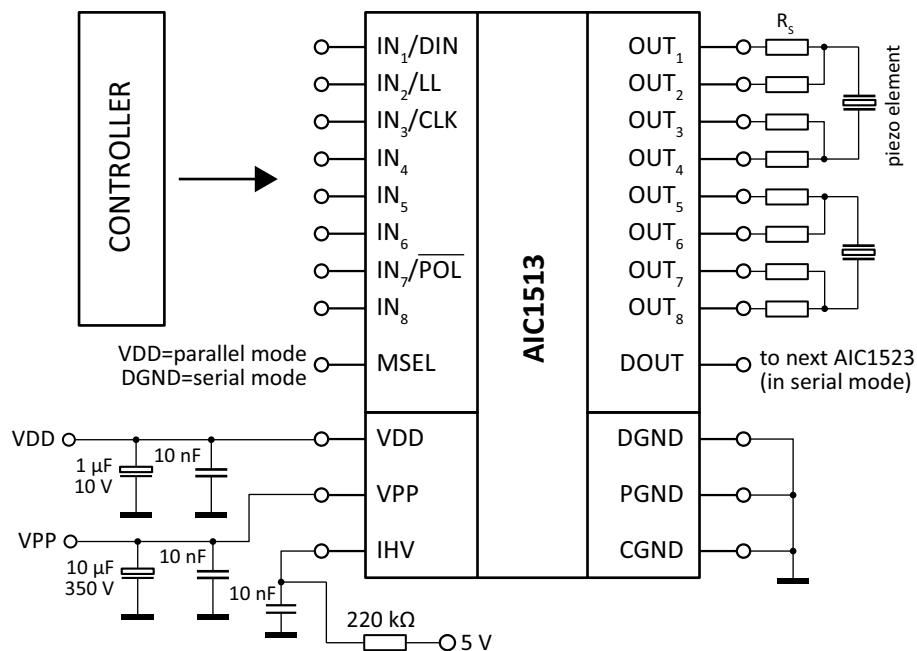 CONTROLLER
IN₁/DIN
IN₂/LL
IN₃/CLK
IN₄
IN₅
IN₆
IN₇/P̅O̅L̅
IN₈
MSEL
VDD=parallel mode
DGND=serial mode
VDD
VPP
IHV
AIC1513
OUT₁
OUT₂
OUT₃
OUT₄
OUT₅
OUT₆
OUT₇
OUT₈
DOUT
DGND
PGND
CGND
Rₛ
piezo element
to next AIC1523
(in serial mode)
VDD
1 µF
10 V
10 nF
VPP
10 µF
350 V
10 nF
10 nF
220 kΩ
5 V